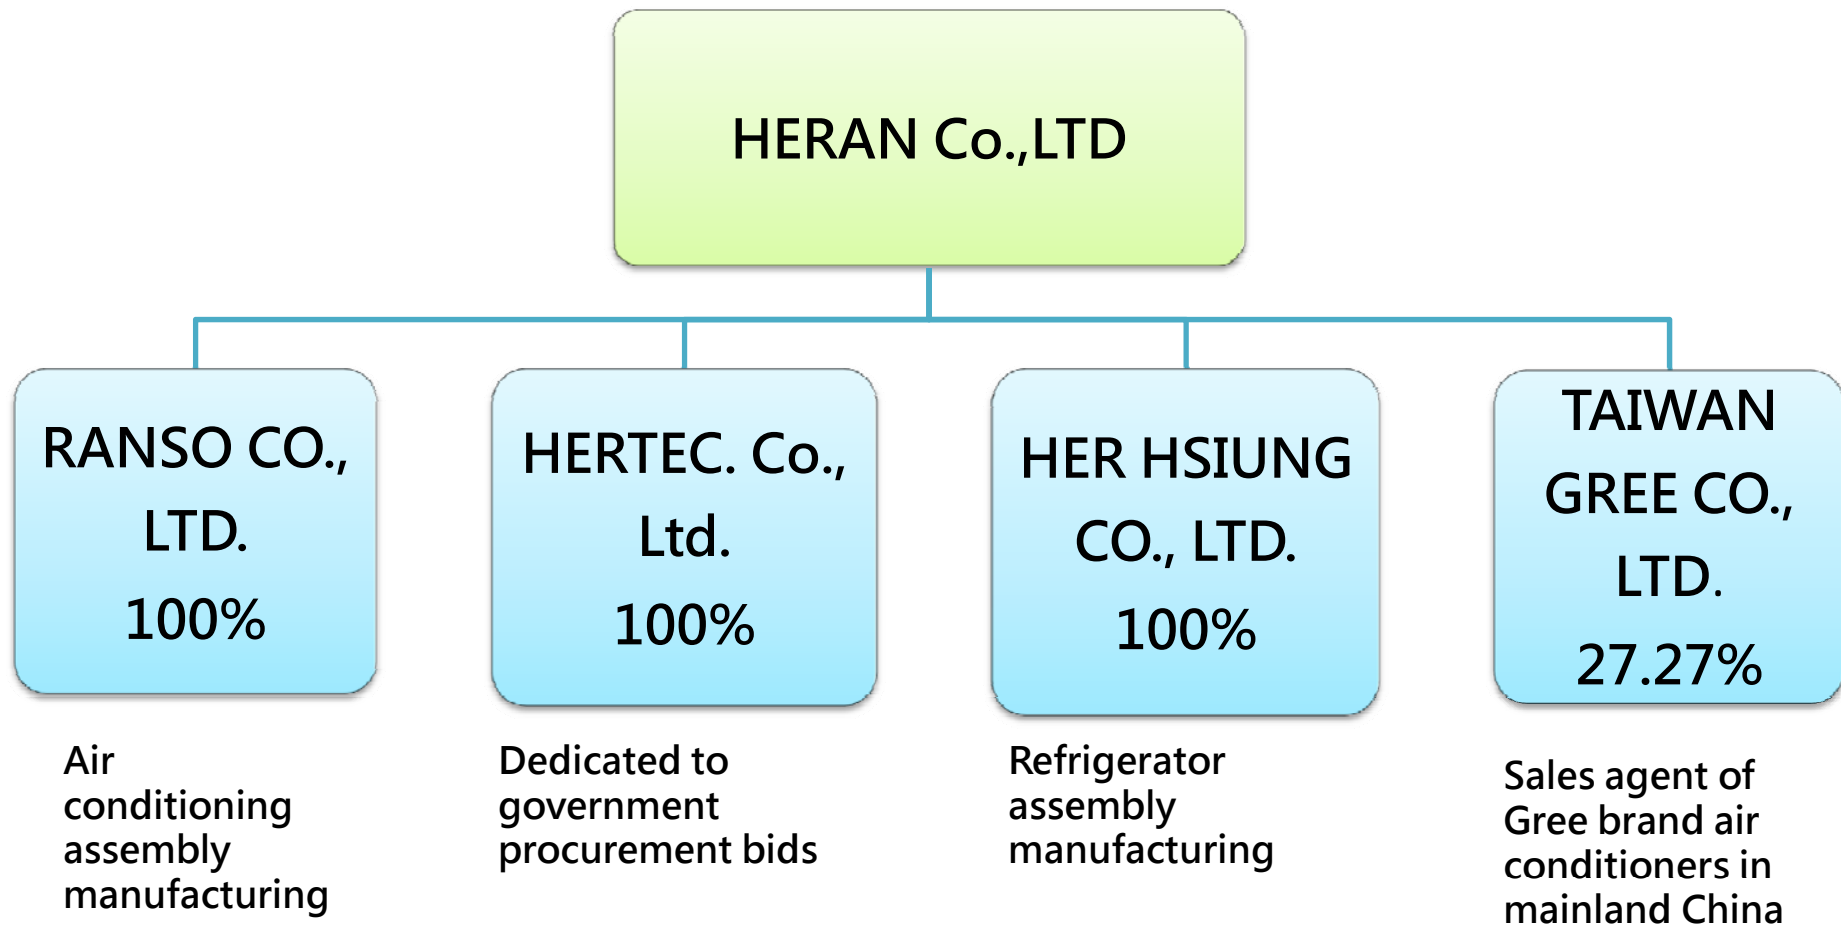 HERAN Co.,LTD
RANSO CO.,
LTD.
100%
HERTEC. Co.,
Ltd.
100%
HER HSIUNG
CO., LTD.
100%
TAIWAN
GREE CO.,
LTD.
27.27%
Air
conditioning
assembly
manufacturing
Dedicated to
government
procurement bids
Refrigerator
assembly
manufacturing
Sales agent of
Gree brand air
conditioners in
mainland China